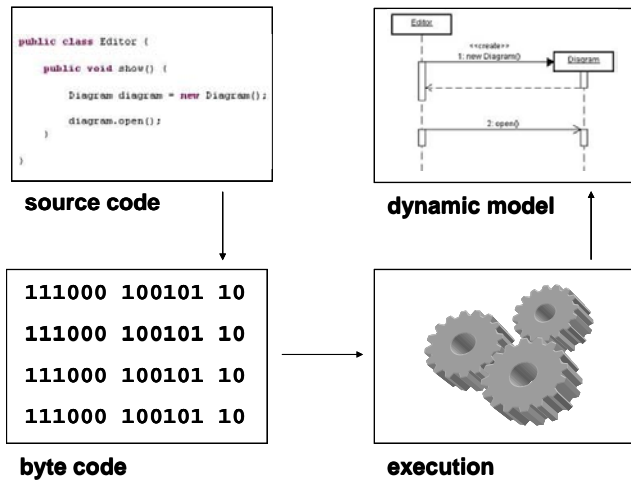 public class Editor {
public void show() {
Diagram diagram = new Diagram();
diagram.open();
}
}
source code
Editor
<<create>>
1: new Diagram()
Diagram
2: open()
dynamic model
111000 100101 10
111000 100101 10
111000 100101 10
111000 100101 10
byte code
execution